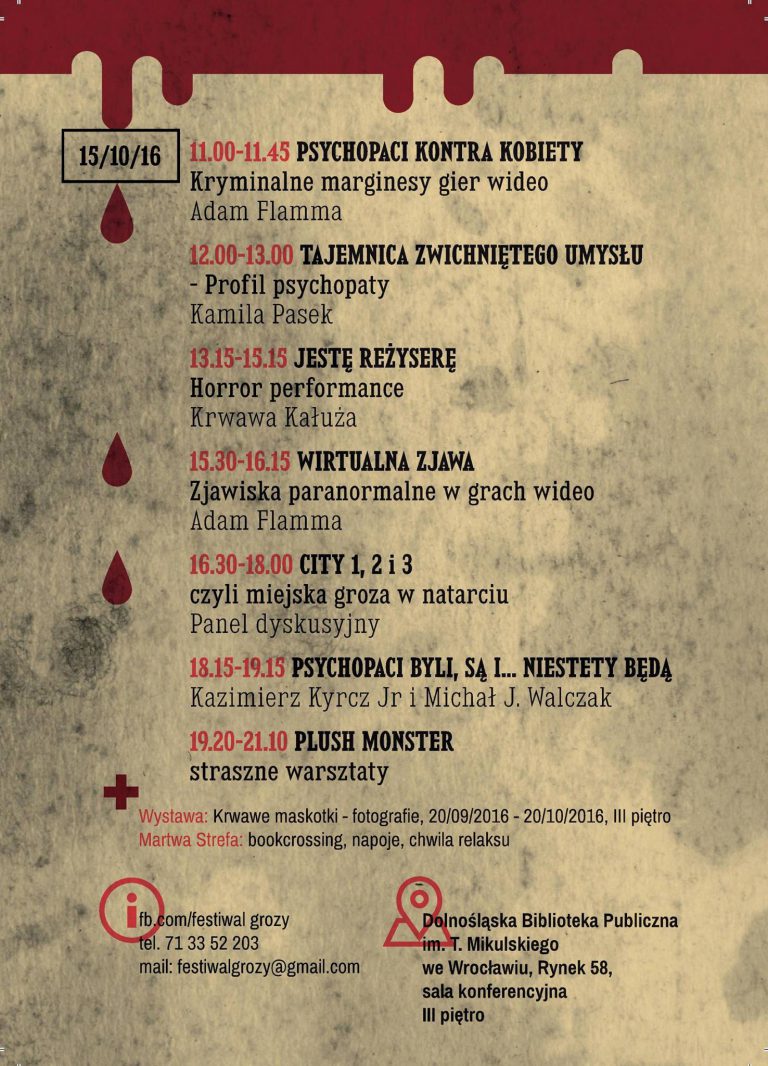 15/10/16
11.00-11.45 PSYCHOPACI KONTRA KOBIETY
Kryminalne marginesy gier wideo
Adam Flamma
12.00-13.00 TAJEMNICA ZWICHNIĘTEGO UMYSŁU
- Profil psychopaty
Kamila Pasek
13.15-15.15 JESTĘ REŻYSERĘ
Horror performance
Krwawa Kałuża
15.30-16.15 WIRTUALNA ZJAWA
Zjawiska paranormalne w grach wideo
Adam Flamma
16.30-18.00 CITY 1, 2 i 3
czyli miejska groza w natarciu
Panel dyskusyjny
18.15-19.15 PSYCHOPACI BYLI, SĄ I... NIESTETY BĘDĄ
Kazimierz Kyrcz Jr i Michał J. Walczak
19.20-21.10 PLUSH MONSTER
straszne warsztaty
Wystawa: Krwawe maskotki - fotografie, 20/09/2016 - 20/10/2016, III piętro
Martwa Strefa: bookcrossing, napoje, chwila relaksu
fb.com/festiwal grozy
tel. 71 33 52 203
mail: festiwalgrozy@gmail.com
Dolnośląska Biblioteka Publiczna
im. T. Mikulskiego
we Wrocławiu, Rynek 58,
sala konferencyjna
III piętro